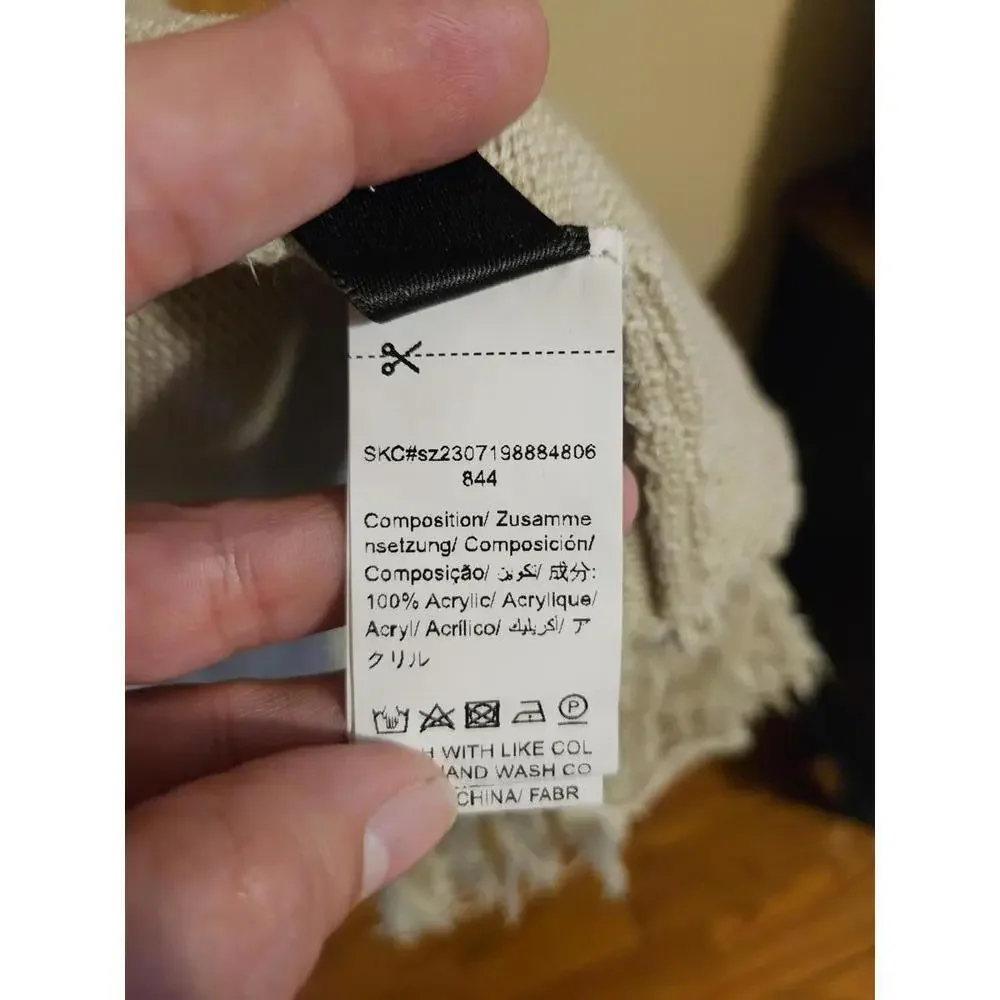 SKC#sz2307198884806
844
Composition/ Zusamme
nsetzung/ Composición/
Composição/ تكوين/ 成分:
100% Acrylic/ Acrylique/
Acryl/ Acrílico/ أكريليك/ ア
クリル
P
WITH LIKE COL
HAND WASH CO
CHINA/ FABR